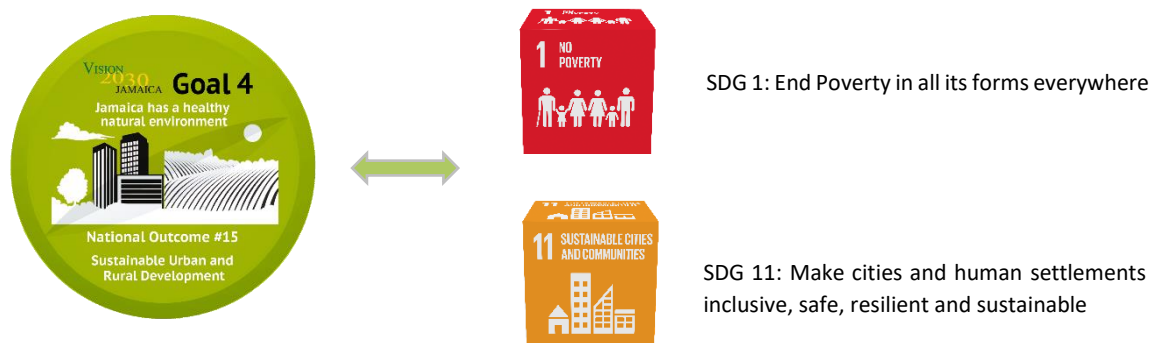 VISION
2030
JAMAICA
Goal 4
Jamaica has a healthy
natural environment
National Outcome #15
Sustainable Urban and
Rural Development
1 NO
POVERTY
SDG 1: End Poverty in all its forms everywhere
11 SUSTAINABLE CITIES
AND COMMUNITIES
SDG 11: Make cities and human settlements
inclusive, safe, resilient and sustainable